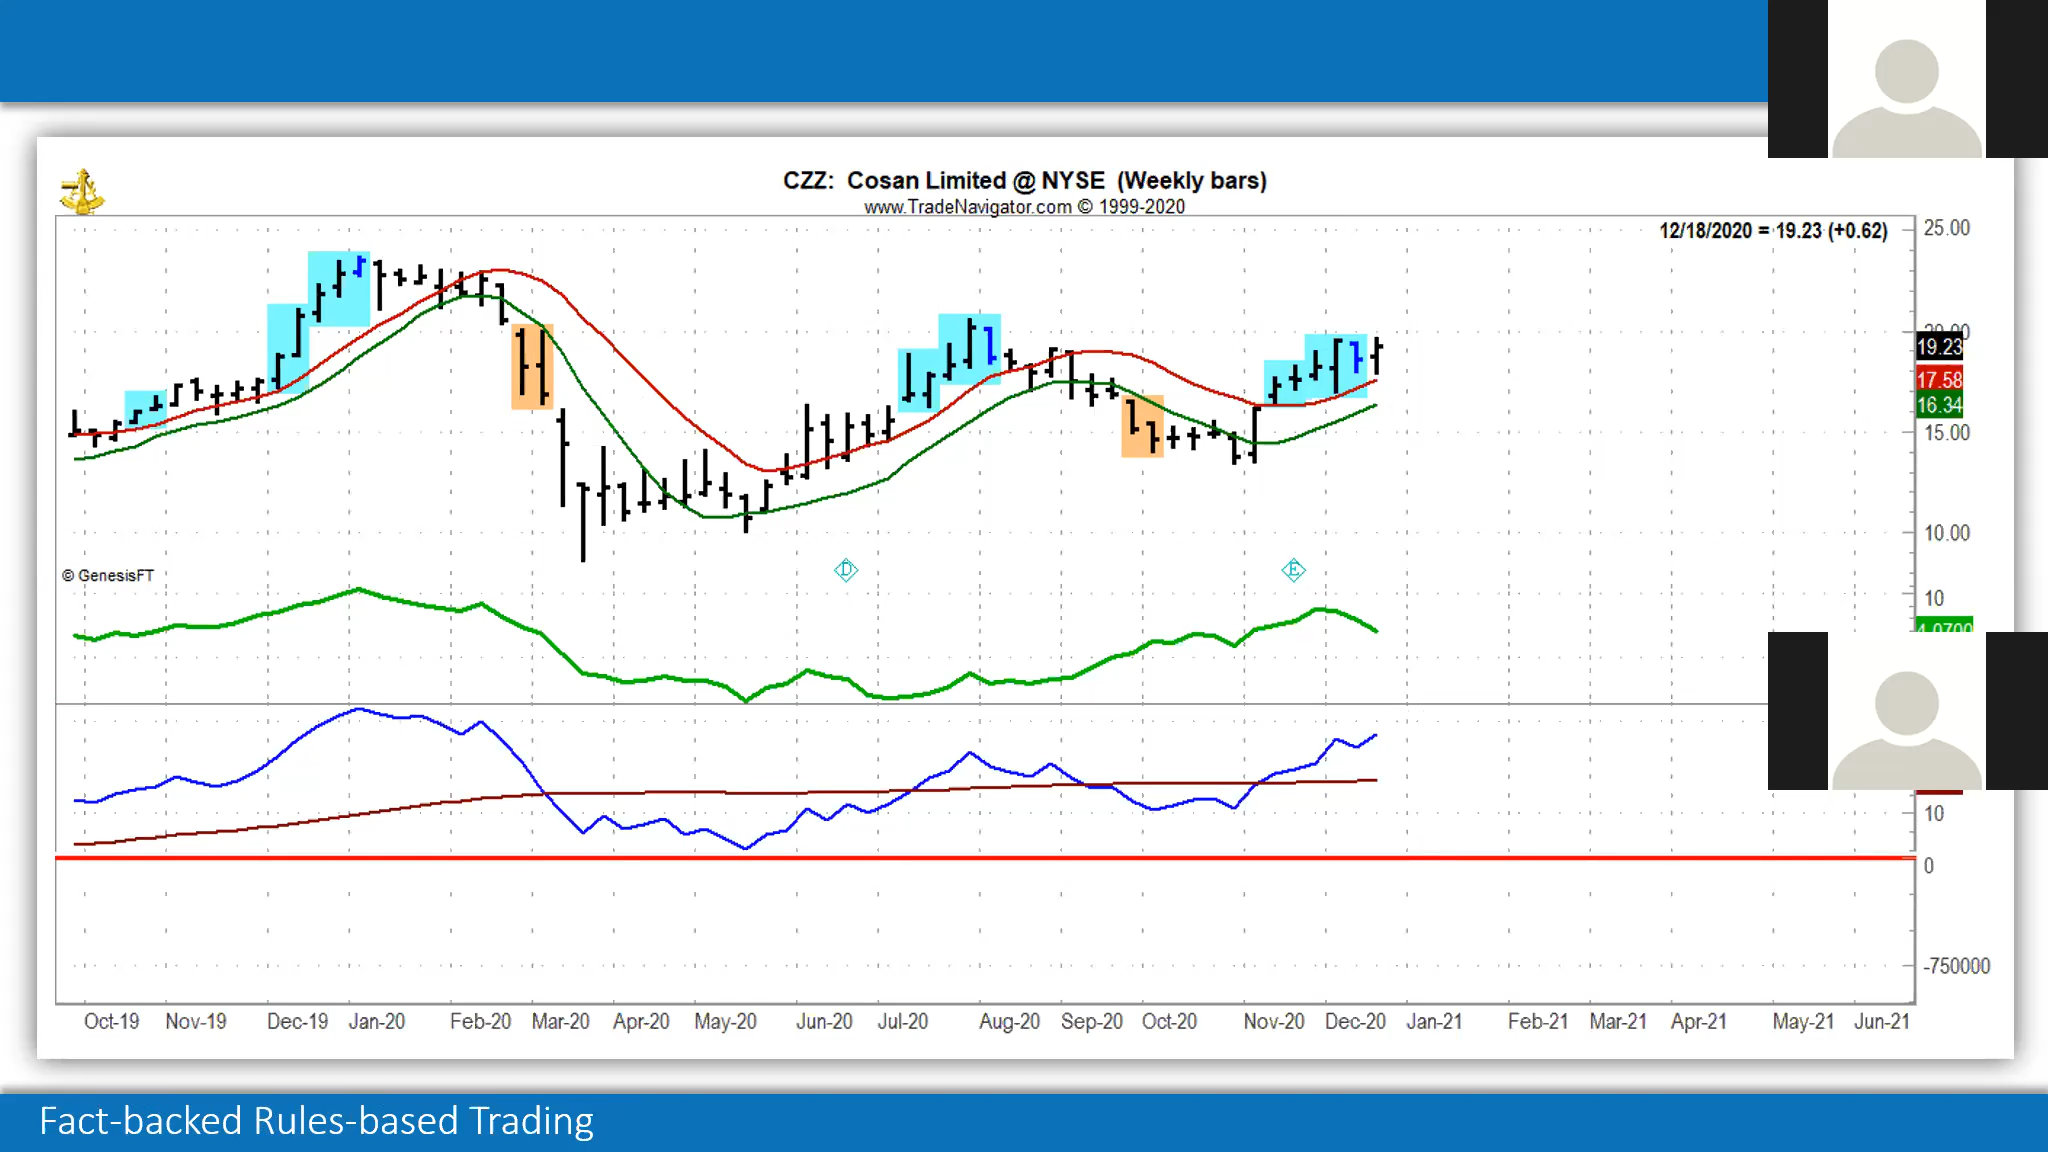 CZZ: Cosan Limited @ NYSE (Weekly bars)
www.TradeNavigator.com © 1999-2020
12/18/2020 = 19.23 (+0.62)
25.00
20.00
19.23
17.58
16.34
15.00
10.00
D
E
© GenesisFT
10
4.0700
10
0
-750000
Oct-19 Nov-19 Dec-19 Jan-20 Feb-20 Mar-20 Apr-20 May-20 Jun-20 Jul-20 Aug-20 Sep-20 Oct-20 Nov-20 Dec-20 Jan-21 Feb-21 Mar-21 Apr-21 May-21 Jun-21
Fact-backed Rules-based Trading